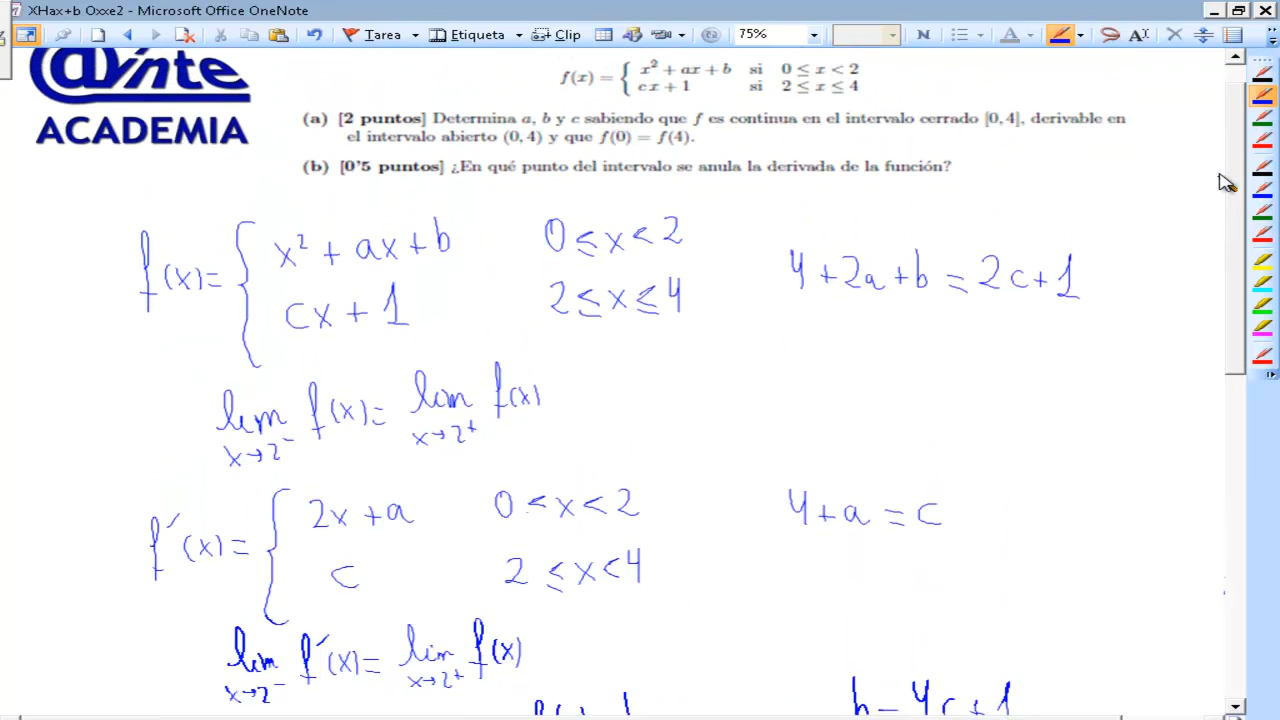 XHax+b Oxxe2 - Microsoft Office OneNote
Tarea Etiqueta Clip 75% N A
@yinte
ACADEMIA
f(x) = { x² + ax + b si 0 ≤ x < 2
cx + 1 si 2 ≤ x ≤ 4
(a) [2 puntos] Determina a, b y c sabiendo que f es continua en el intervalo cerrado [0, 4], derivable en
el intervalo abierto (0, 4) y que f(0) = f(4).
(b) [0'5 puntos] ¿En qué punto del intervalo se anula la derivada de la función?
f(x)= { x² + ax + b 0 ≤ x < 2
cx + 1 2 ≤ x ≤ 4
4 + 2a + b = 2c + 1
lim f(x) = lim f(x)
x→2⁻ x→2⁺
f´(x) = { 2x + a 0 < x < 2
c 2 ≤ x < 4
4 + a = c
lim f´(x) = lim f(x)
x→2⁻ x→2⁺
b = 4c + 1